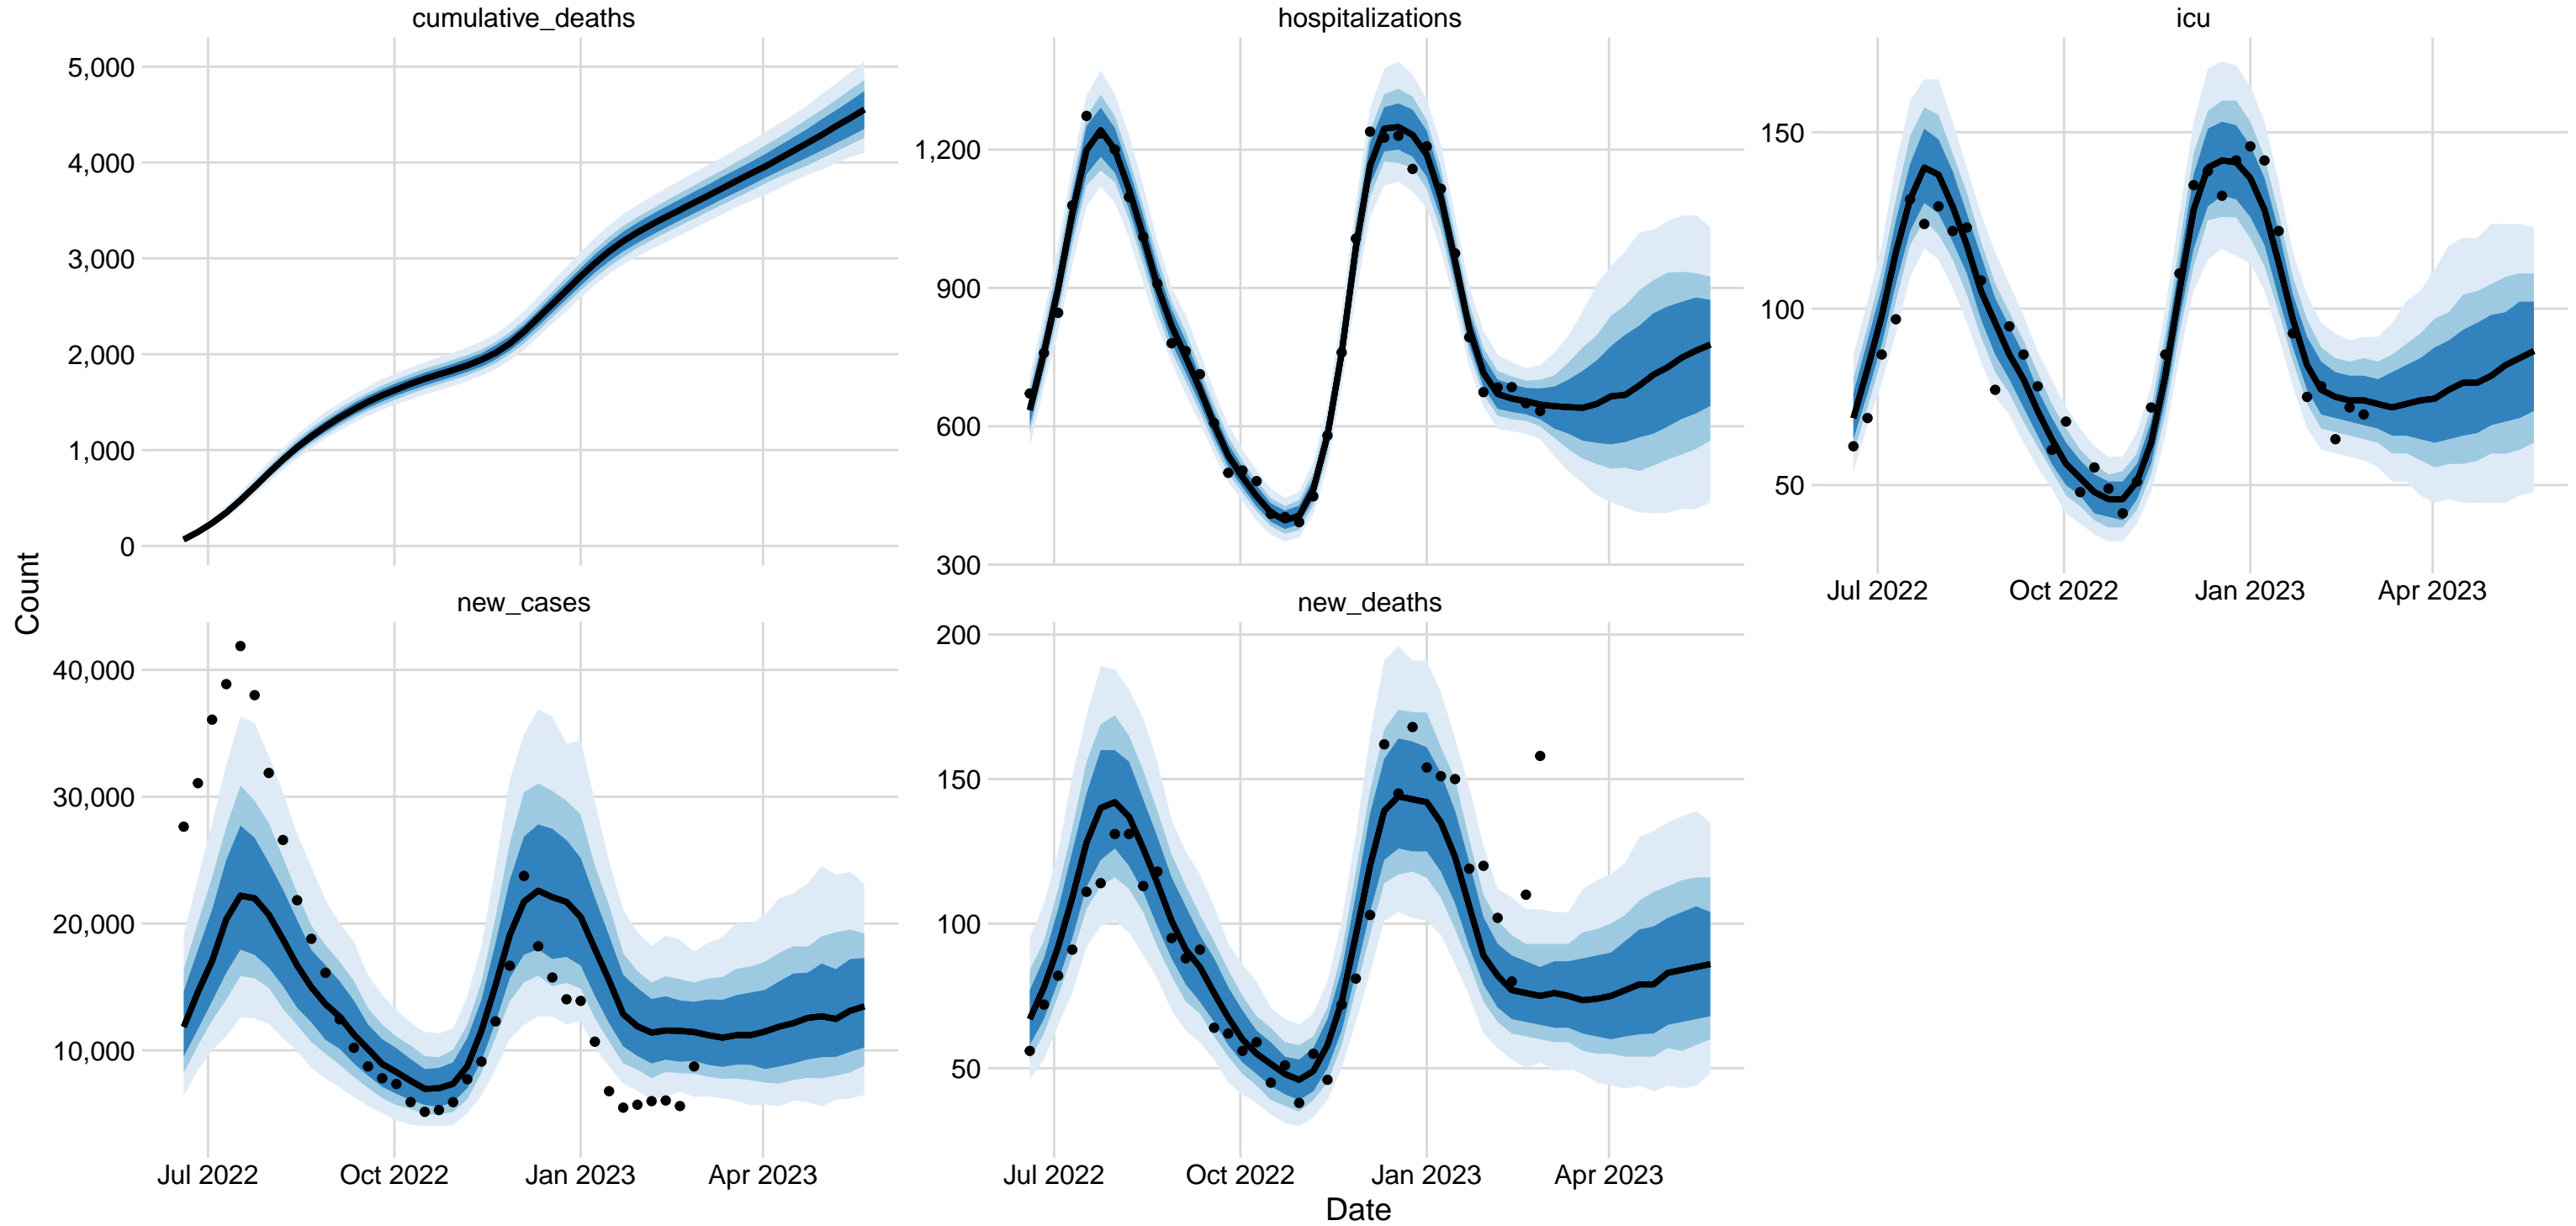 cumulative_deaths
hospitalizations
icu
5,000
4,000
3,000
2,000
1,000
0
1,200
900
600
300
150
100
50
Jul 2022 Oct 2022 Jan 2023 Apr 2023
Count
new_cases
new_deaths
40,000
30,000
20,000
10,000
200
150
100
50
Jul 2022 Oct 2022 Jan 2023 Apr 2023
Jul 2022 Oct 2022 Jan 2023 Apr 2023
Date